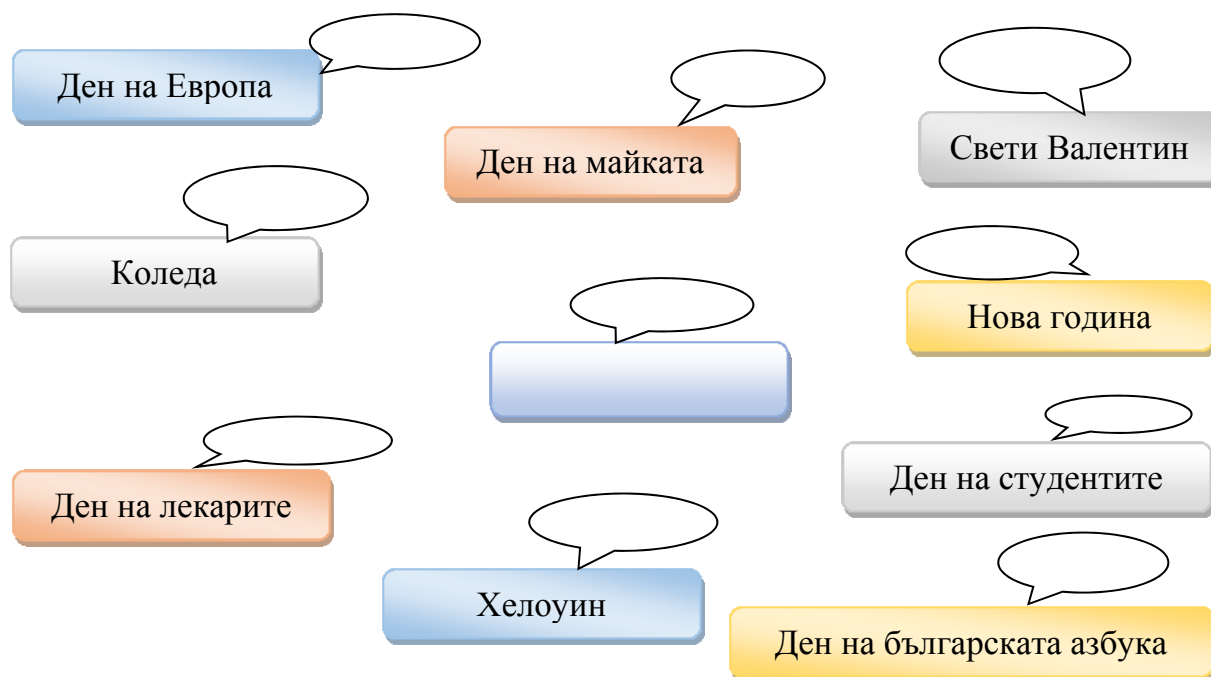 Ден на Европа
Ден на майката
Свети Валентин
Коледа
Нова година
Ден на лекарите
Ден на студентите
Хелоуин
Ден на българската азбука